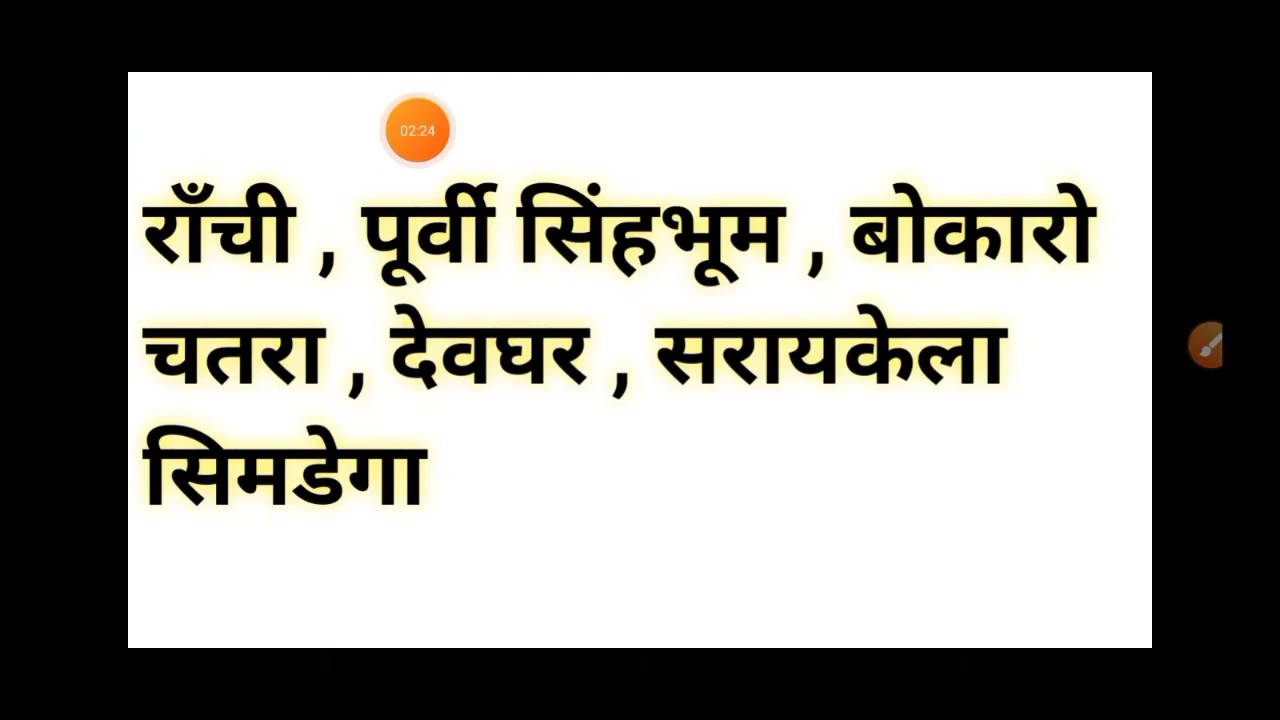 02:24
राँची , पूर्वी सिंहभूम , बोकारो
चतरा , देवघर , सरायकेला
सिमडेगा